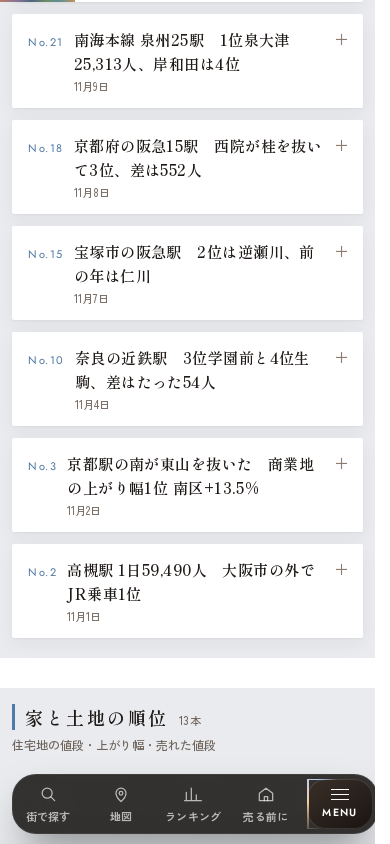 No.21
南海本線 泉州25駅　1位泉大津
25,313人、岸和田は4位
11月9日
No.18
京都府の阪急15駅　西院が桂を抜い
て3位、差は552人
11月8日
No.15
宝塚市の阪急駅　2位は逆瀬川、前
の年は仁川
11月7日
No.10
奈良の近鉄駅　3位学園前と4位生
駒、差はたった54人
11月4日
No.3
京都駅の南が東山を抜いた　商業地
の上がり幅1位 南区+13.5%
11月2日
No.2
高槻駅 1日59,490人　大阪市の外で
JR乗車1位
11月1日
家と土地の順位 13本
住宅地の値段・上がり幅・売れた値段
街で探す 地図 ランキング 売る前に MENU